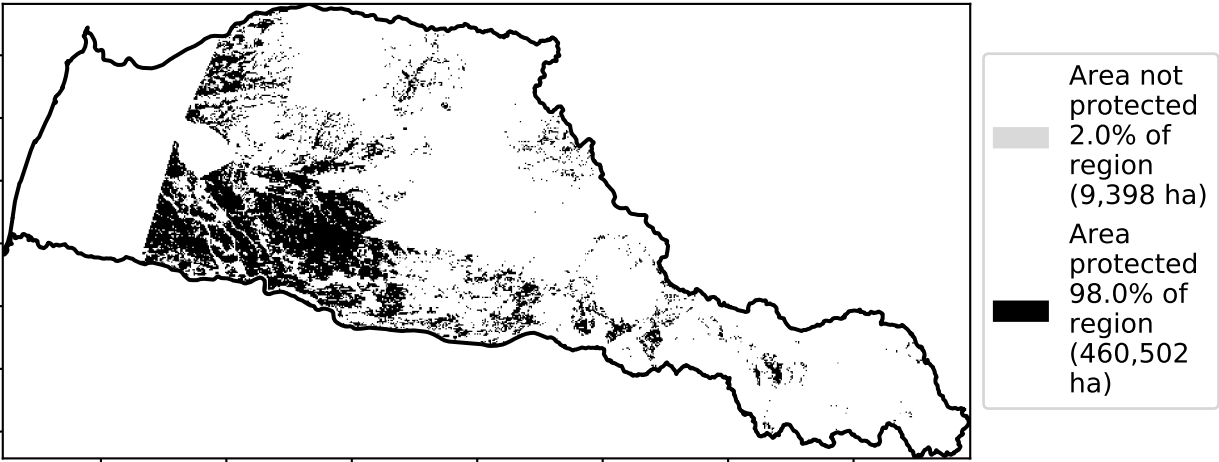 Area not
protected
2.0% of
region
(9,398 ha)
Area
protected
98.0% of
region
(460,502
ha)